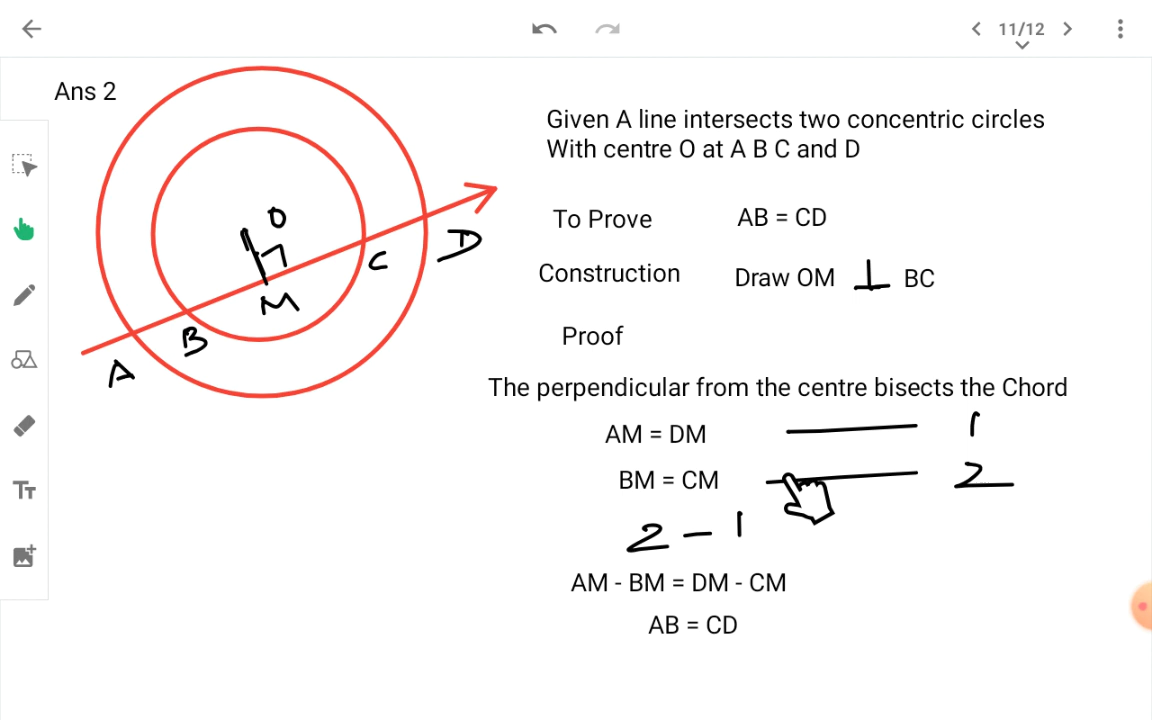 11/12
Ans 2
Given A line intersects two concentric circles
With centre O at A B C and D
To Prove AB = CD
Construction Draw OM ⊥ BC
Proof
The perpendicular from the centre bisects the Chord
AM = DM —— 1
BM = CM —— 2
2 - 1
AM - BM = DM - CM
AB = CD
O
M
A
B
C
D
Tт